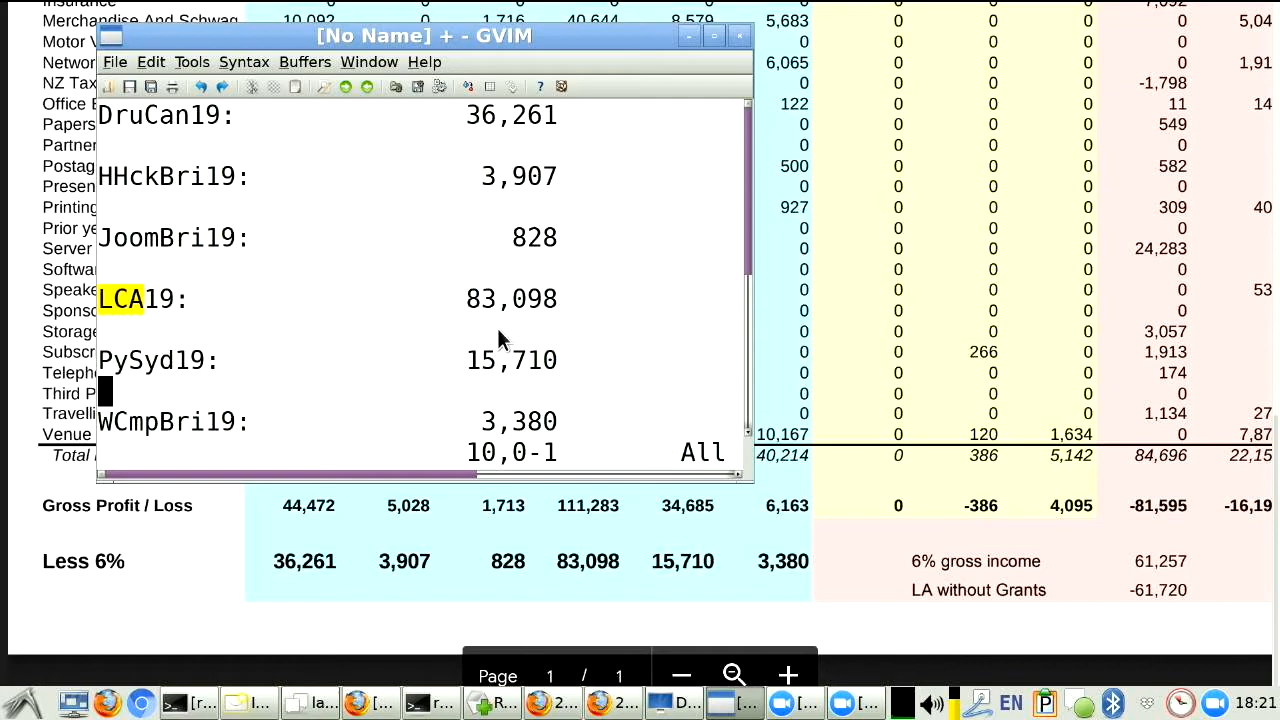 Insurance 7,092
Merchandise And Schwag 10,092 0 1,716 40,644 8,579 5,683 0 0 0 0 5,04
[No Name] + - GVIM
Motor V 0 0 0 0 0
File Edit Tools Syntax Buffers Window Help
Networ 6,065 0 0 0 0 1,91
NZ Tax 0 0 0 0 -1,798
Office E 122 0 0 0 11 14
DruCan19: 36,261
Papers 0 0 0 0 549
Partner 0 0 0 0 0
Postag 500 0 0 0 582
HHckBri19: 3,907
Presen 0 0 0 0 0
Printing 927 0 0 0 309 40
Prior ye 0 0 0 0 0
JoomBri19: 828
Server 0 0 0 0 24,283
Softwa 0 0 0 0 0
Speake 0 0 0 0 0 53
LCA19: 83,098
Sponso 0 0 0 0 0
Storage 0 0 0 0 3,057
Subscr 0 0 266 0 1,913
PySyd19: 15,710
Teleph 0 0 0 0 174
Third P 0 0 0 0 0
Travelli 0 0 0 0 1,134 27
WCmpBri19: 3,380
Venue 10,167 0 120 1,634 0 7,87
10,0-1 All
Total 40,214 0 386 5,142 84,696 22,15
Gross Profit / Loss 44,472 5,028 1,713 111,283 34,685 6,163 0 -386 4,095 -81,595 -16,19
Less 6% 36,261 3,907 828 83,098 15,710 3,380 6% gross income 61,257
LA without Grants -61,720
Page 1 / 1
[r... I... la... [... r... R... 2... 2... D... [... [... [... EN 18:21